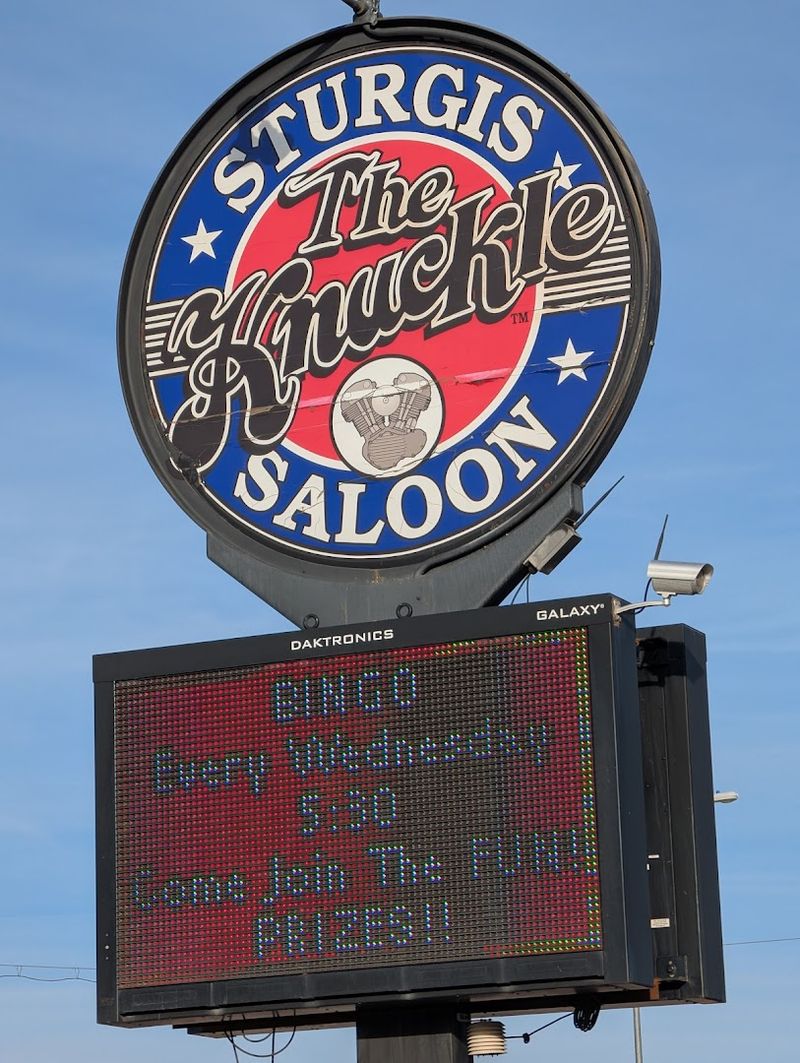 STURGIS
The
Knuckle
TM
SALOON
DAKTRONICS
GALAXY®
BINGO
Every Wednesday
5:30
Come Join The FUN!!
PRIZES!!